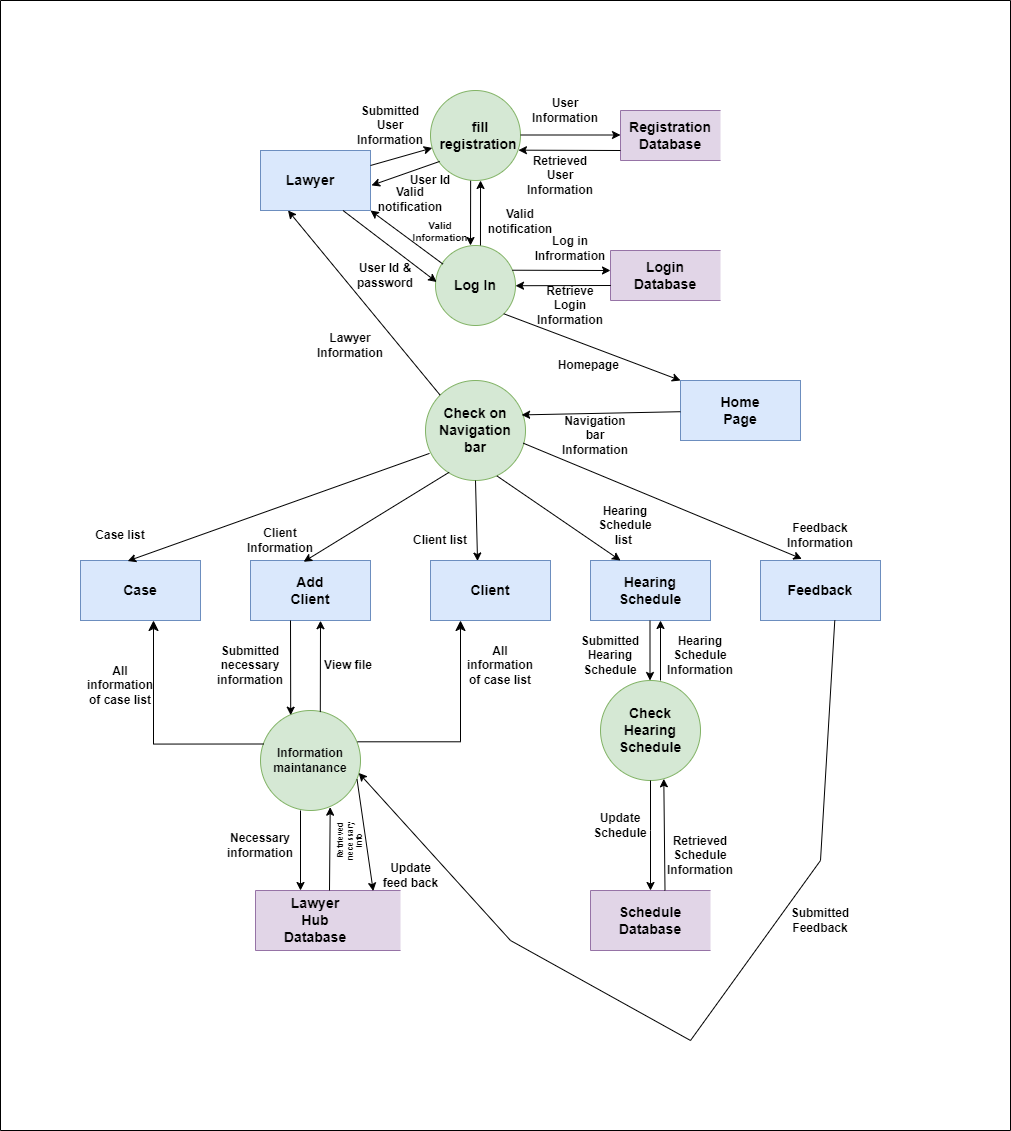 Submitted
User
Information
fill
registration
User
Information
Registration
Database
Retrieved
User
Information
Lawyer
User Id
Valid
notification
Valid
Information
Valid
notification
Log in
Infrormation
Login
Database
User Id &
password
Log In
Retrieve
Login
Information
Lawyer
Information
Homepage
Home
Page
Check on
Navigation
bar
Navigation
bar
Information
Case list
Client
Information
Client list
Hearing
Schedule
list
Feedback
Information
Case
Add
Client
Client
Hearing
Schedule
Feedback
All
information
of case list
Submitted
necessary
information
View file
All
information
of case list
Submitted
Hearing
Schedule
Hearing
Schedule
Information
Information
maintanance
Check
Hearing
Schedule
Necessary
information
Retrieved
necessary
info
Update
feed back
Update
Schedule
Retrieved
Schedule
Information
Lawyer
Hub
Database
Schedule
Database
Submitted
Feedback